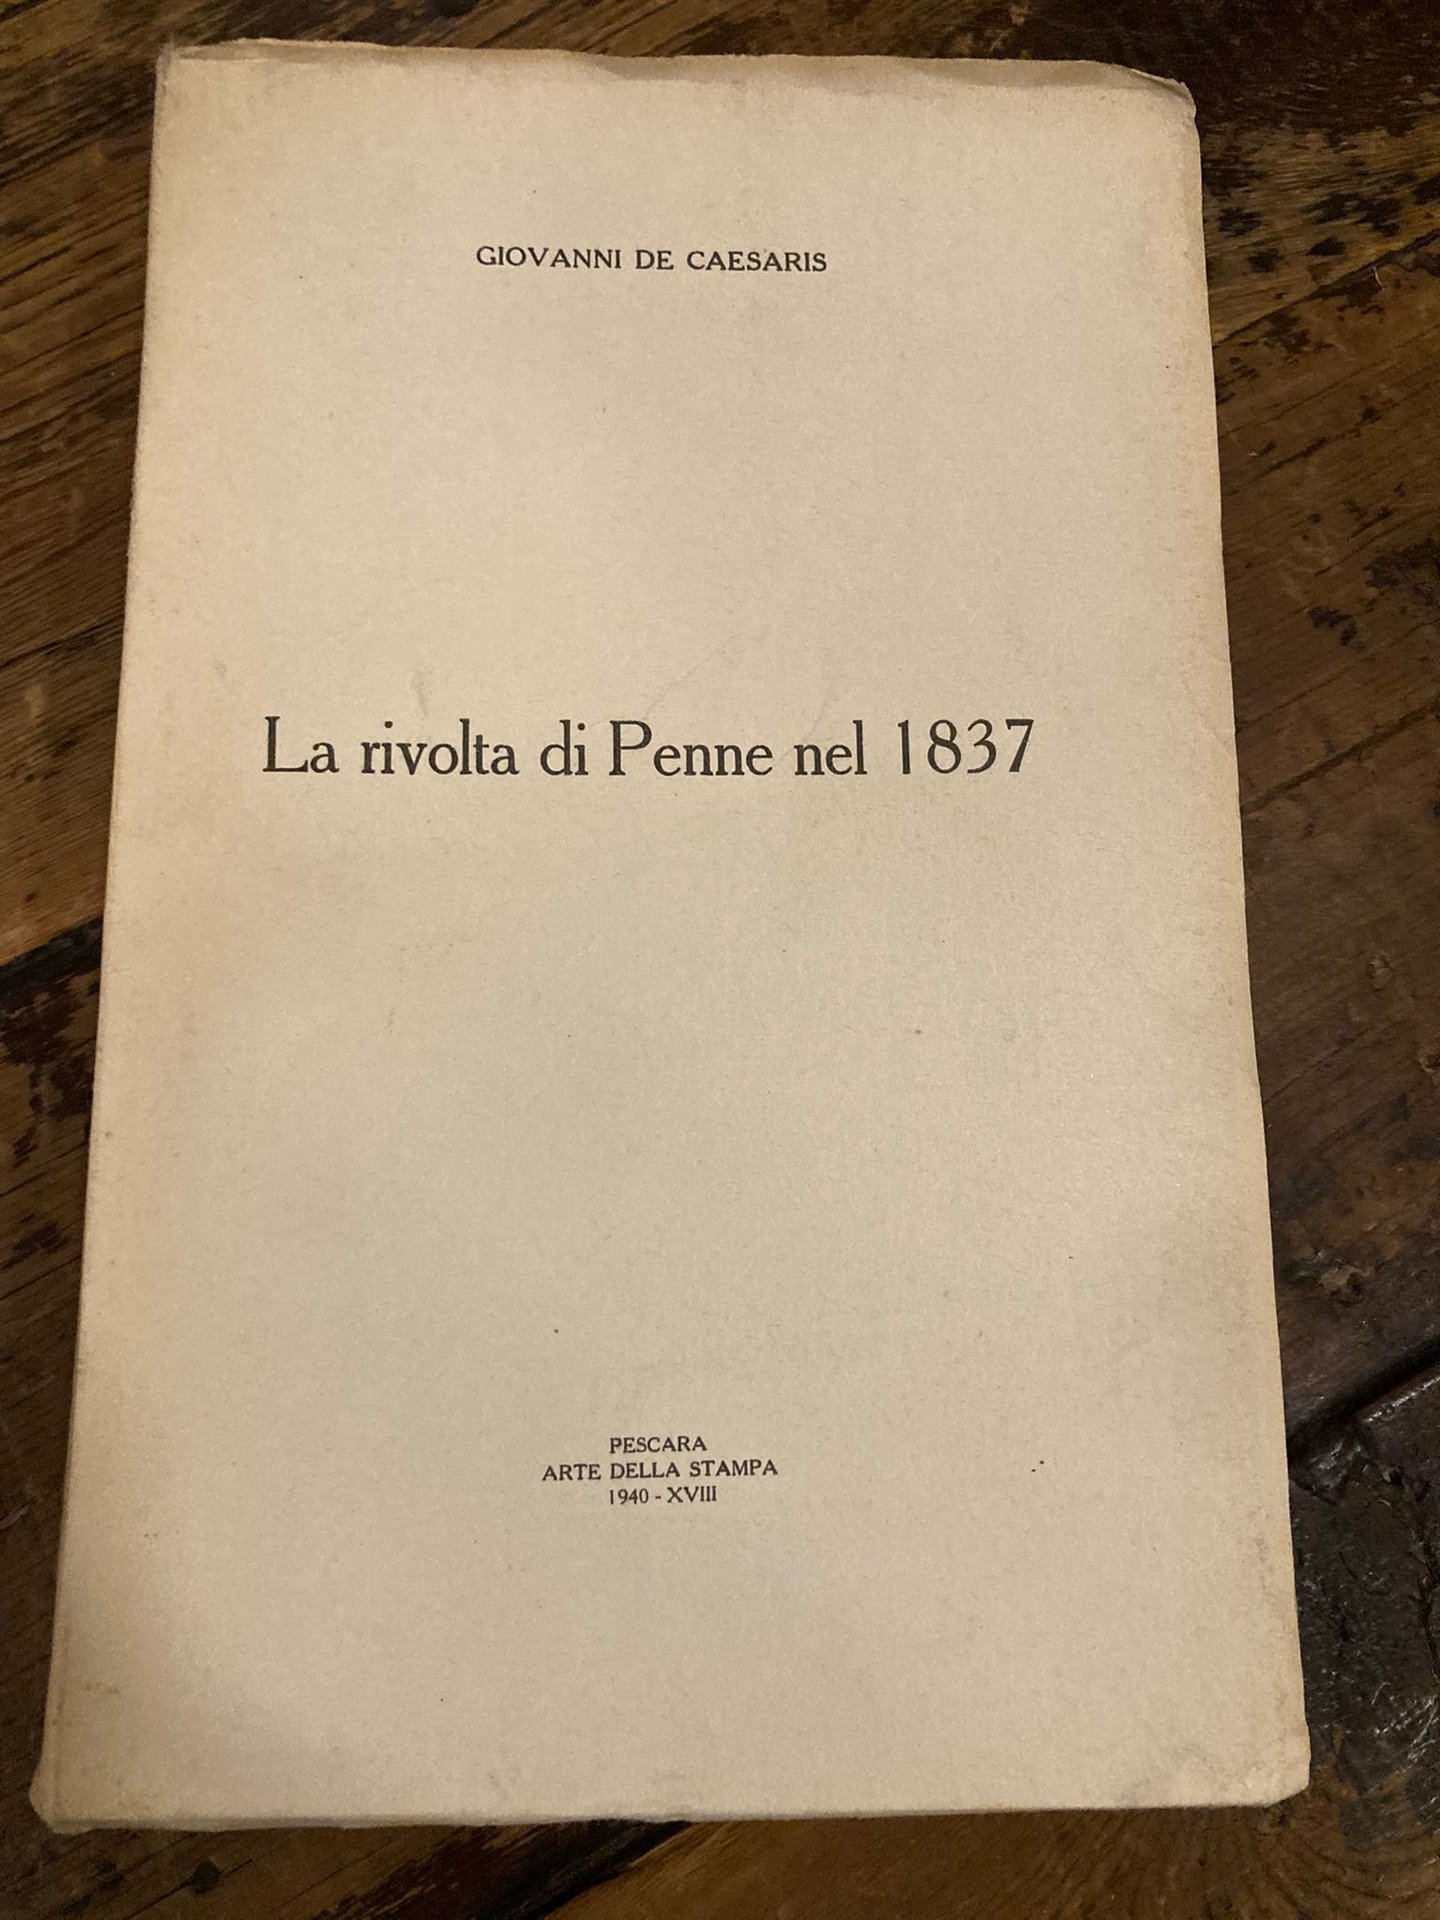 GIOVANNI DE CAESARIS
La rivolta di Penne nel 1837
PESCARA
ARTE DELLA STAMPA
1940 - XVIII